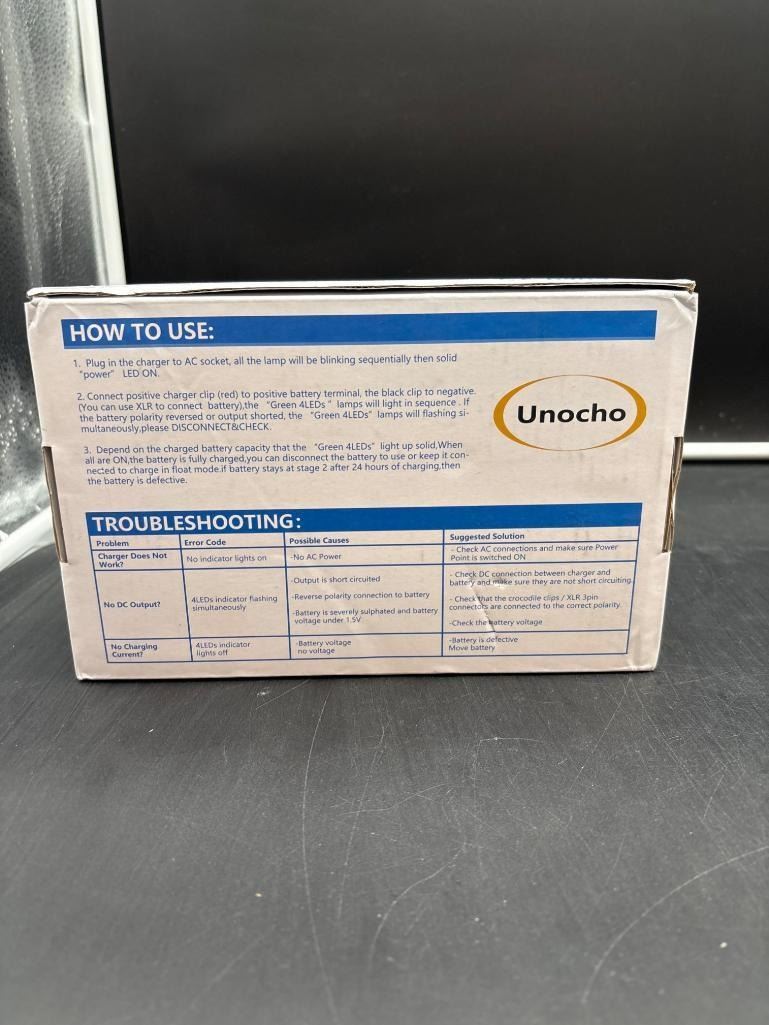 HOW TO USE:
1. Plug in the charger to AC socket, all the lamp will be blinking sequentially then solid
"power" LED ON.
2. Connect positive charger clip (red) to positive battery terminal, the black clip to negative.
(You can use XLR to connect battery),the "Green 4LEDs" lamps will light in sequence. If
the battery polarity reversed or output shorted, the "Green 4LEDs" lamps will flashing si-
multaneously,please DISCONNECT&CHECK.
3. Depend on the charged battery capacity that the "Green 4LEDs" light up solid,When
all are ON,the battery is fully charged,you can disconnect the battery to use or keep it con-
nected to charge in float mode.if battery stays at stage 2 after 24 hours of charging,then
the battery is defective.
Unocho
TROUBLESHOOTING:
Problem Error Code Possible Causes Suggested Solution
Charger Does Not
Work?
No indicator lights on
-No AC Power
- Check AC connections and make sure Power
Point is switched ON
No DC Output?
4LEDs indicator flashing
simultaneously
-Output is short circuited
-Reverse polarity connection to battery
-Battery is severely sulphated and battery
voltage under 1.5V
- Check DC connection between charger and
battery and make sure they are not short circuiting.
- Check that the crocodile clips / XLR 3pin
connectors are connected to the correct polarity.
-Check the battery voltage
No Charging
Current?
4LEDs indicator
lights off
-Battery voltage
no voltage
-Battery is defective
Move battery